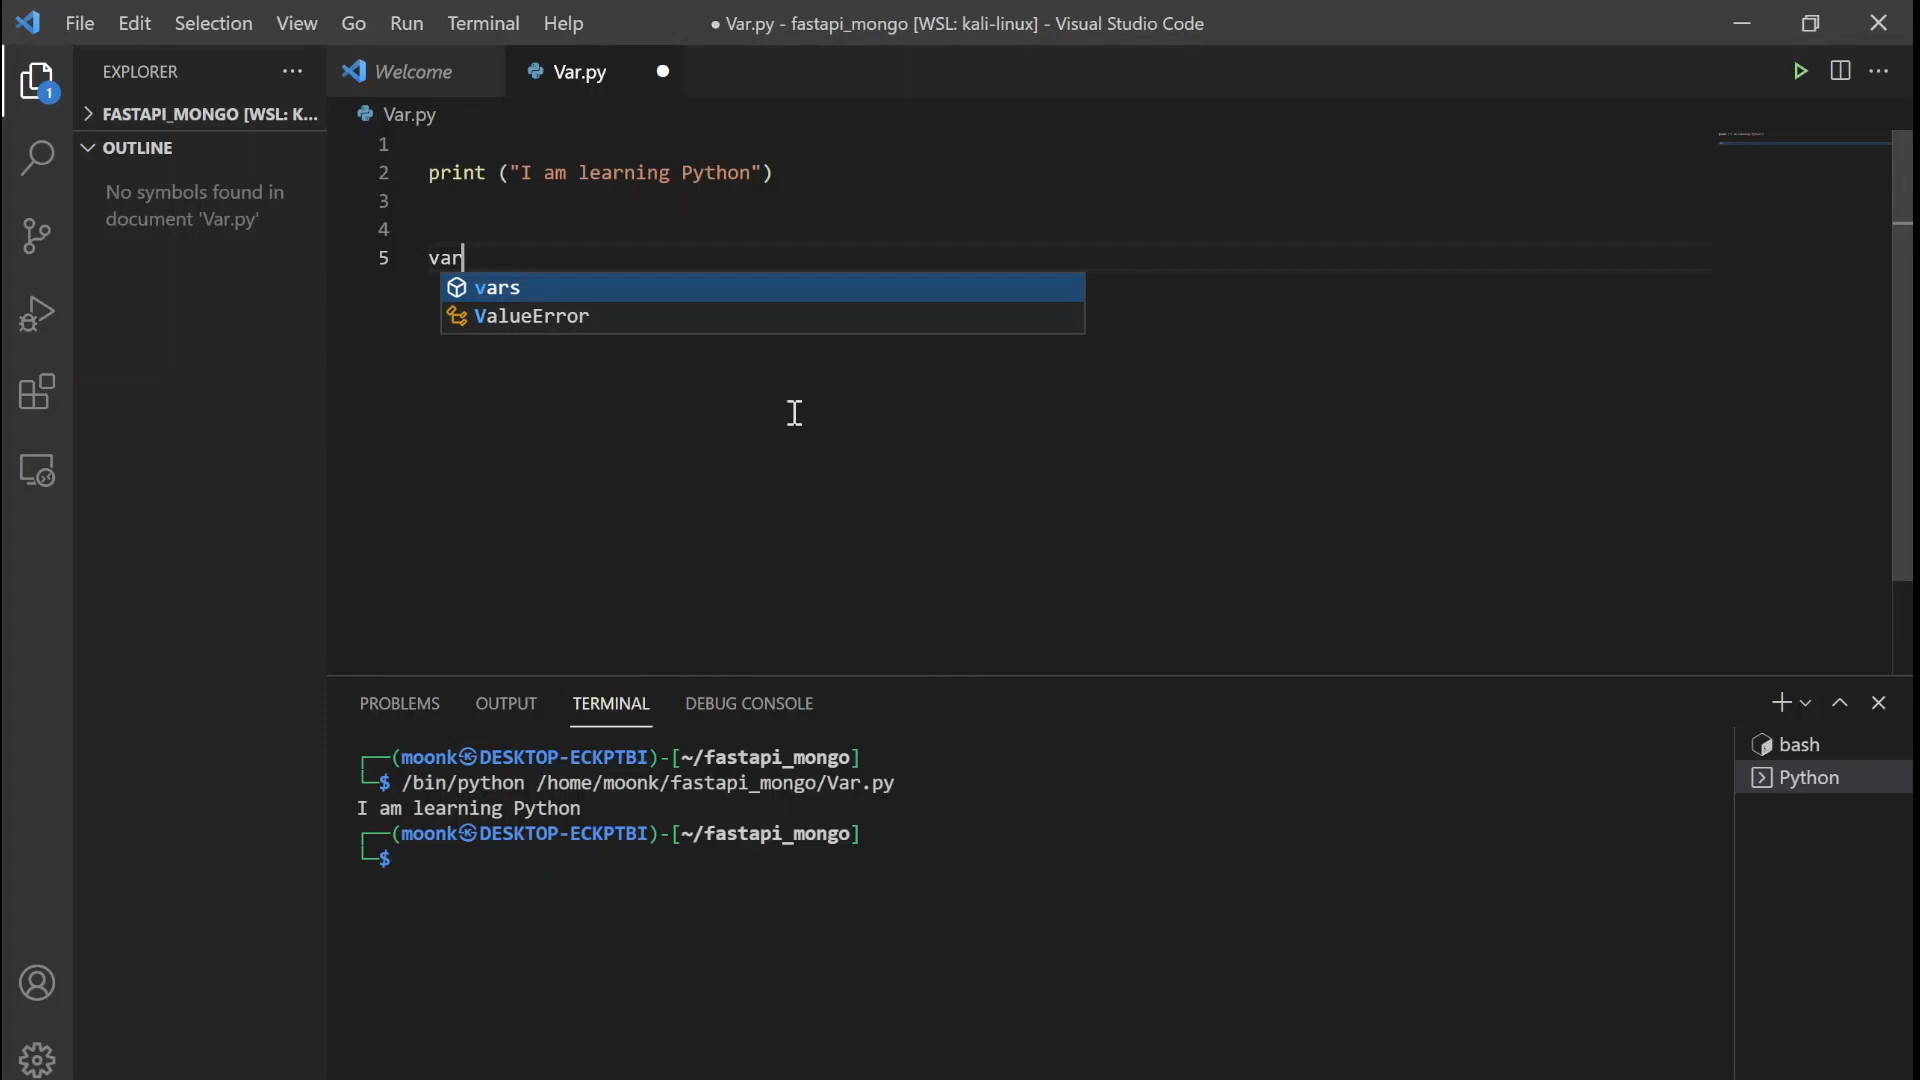 File Edit Selection View Go Run Terminal Help
● Var.py - fastapi_mongo [WSL: kali-linux] - Visual Studio Code
EXPLORER
FASTAPI_MONGO [WSL: K...
OUTLINE
No symbols found in
document 'Var.py'
1
Welcome
Var.py
Var.py
1
2 print ("I am learning Python")
3
4
5 var
vars
ValueError
PROBLEMS OUTPUT TERMINAL DEBUG CONSOLE
┌──(moonk㉿DESKTOP-ECKPTBI)-[~/fastapi_mongo]
└─$ /bin/python /home/moonk/fastapi_mongo/Var.py
I am learning Python
┌──(moonk㉿DESKTOP-ECKPTBI)-[~/fastapi_mongo]
└─$
bash
Python